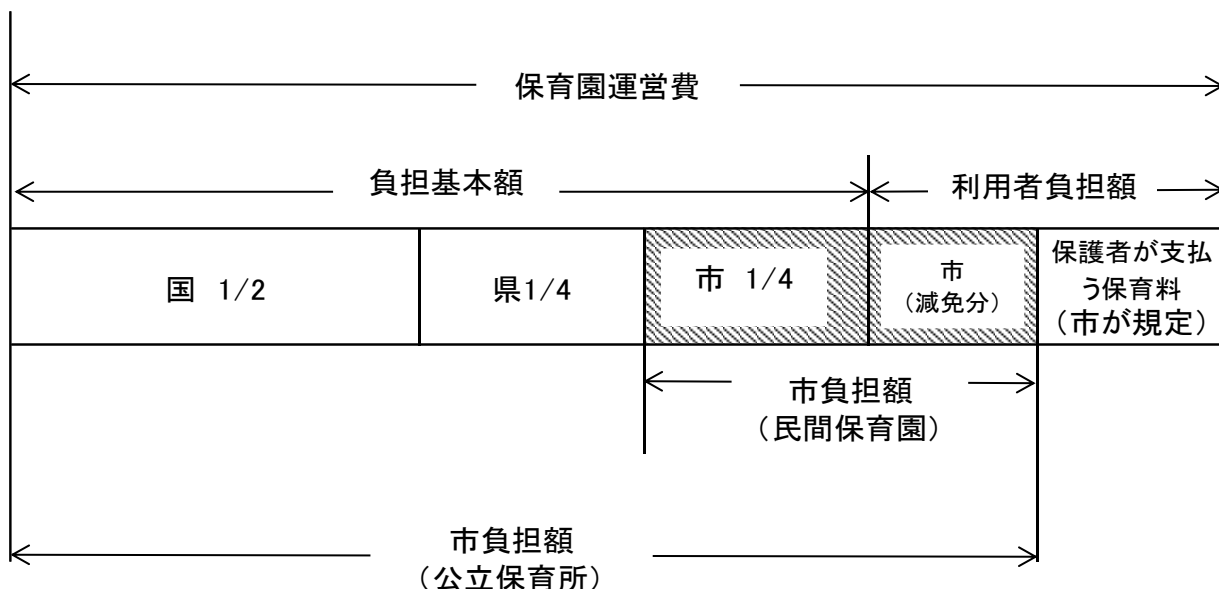 保育園運営費
負担基本額
利用者負担額
国 1/2
県1/4
市 1/4
市
（減免分）
保護者が支払
う保育料
（市が規定）
市負担額
（民間保育園）
市負担額
（公立保育所）